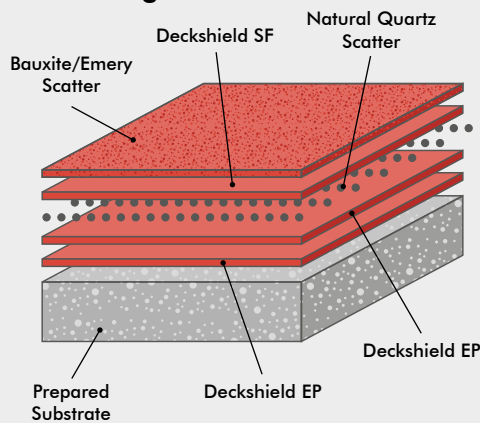 Natural Quartz
Scatter
Deckshield SF
Bauxite/Emery
Scatter
Deckshield EP
Prepared
Substrate
Deckshield EP